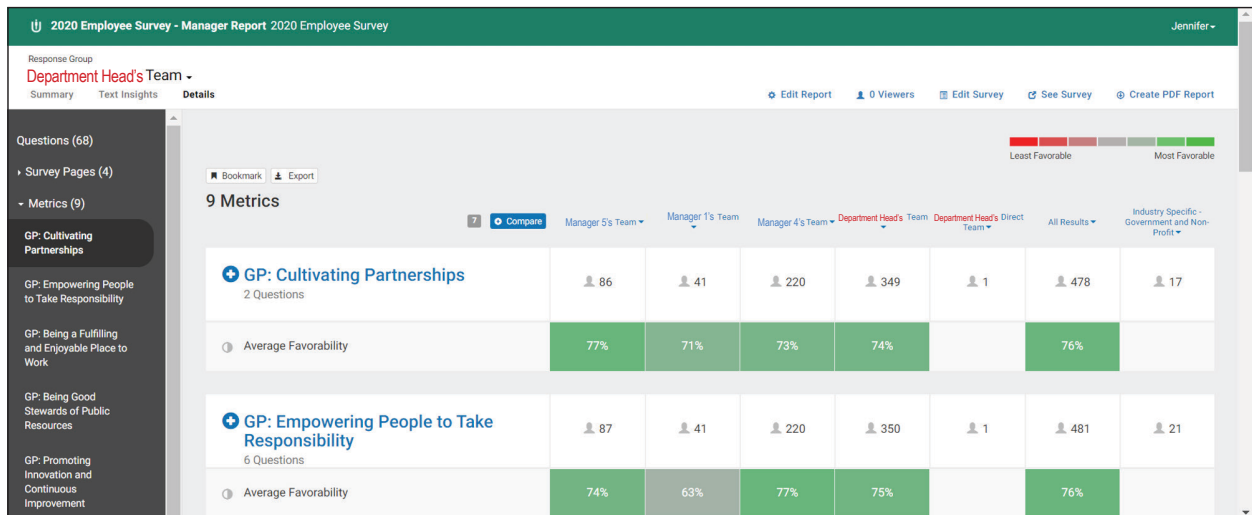 2020 Employee Survey - Manager Report 2020 Employee Survey
Jennifer
Response Group
Department Head's Team
Summary Text Insights Details
Edit Report 0 Viewers Edit Survey See Survey Create PDF Report
Questions (68)
Survey Pages (4)
Metrics (9)
GP: Cultivating
Partnerships
GP: Empowering People
to Take Responsibility
GP: Being a Fulfilling
and Enjoyable Place to
Work
GP: Being Good
Stewards of Public
Resources
GP: Promoting
Innovation and
Continuous
Improvement
Least Favorable Most Favorable
Bookmark Export
9 Metrics
7 Compare
Manager 5's Team
Manager 1's Team
Manager 4's Team
Department Head's Team
Department Head's Direct
Team
All Results
Industry Specific -
Government and Non-
Profit
GP: Cultivating Partnerships
2 Questions
86 41 220 349 1 478 17
Average Favorability 77% 71% 73% 74% 76%
GP: Empowering People to Take
Responsibility
6 Questions
87 41 220 350 1 481 21
Average Favorability 74% 63% 77% 75% 76%